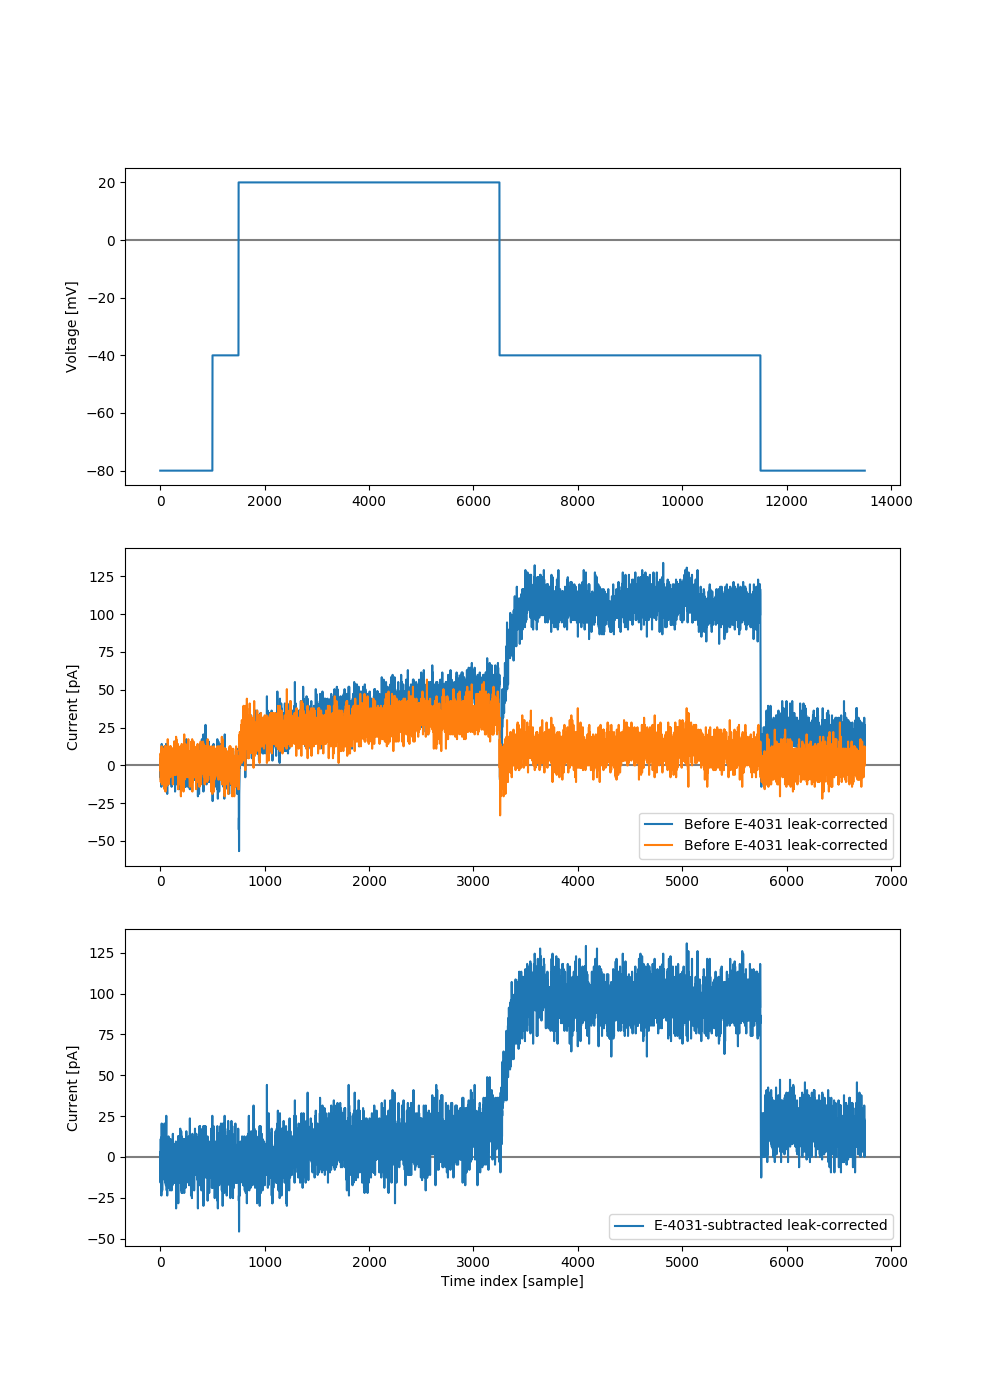 Voltage [mV]
20
0
−20
−40
−60
−80
0 2000 4000 6000 8000 10000 12000 14000
Current [pA]
125
100
75
50
25
0
−25
−50
Before E-4031 leak-corrected
Before E-4031 leak-corrected
0 1000 2000 3000 4000 5000 6000 7000
Current [pA]
125
100
75
50
25
0
−25
−50
E-4031-subtracted leak-corrected
0 1000 2000 3000 4000 5000 6000 7000
Time index [sample]